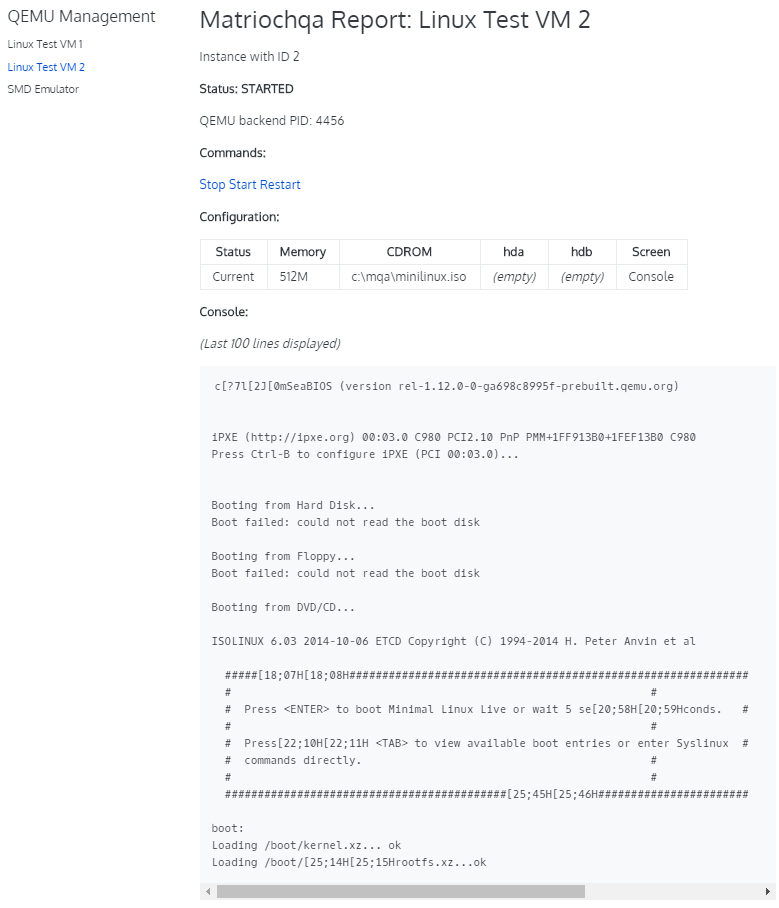 QEMU Management
Linux Test VM 1
Linux Test VM 2
SMD Emulator
Matriochqa Report: Linux Test VM 2
Instance with ID 2
Status: STARTED
QEMU backend PID: 4456
Commands:
Stop Start Restart
Configuration:
Status Memory CDROM hda hdb Screen
Current 512M c:\mqa\minilinux.iso (empty) (empty) Console
Console:
(Last 100 lines displayed)
c[?7l[2J[0mSeaBIOS (version rel-1.12.0-0-ga698c8995f-prebuilt.qemu.org)
iPXE (http://ipxe.org) 00:03.0 C980 PCI2.10 PnP PMM+1FF913B0+1FEF13B0 C980
Press Ctrl-B to configure iPXE (PCI 00:03.0)...
Booting from Hard Disk...
Boot failed: could not read the boot disk
Booting from Floppy...
Boot failed: could not read the boot disk
Booting from DVD/CD...
ISOLINUX 6.03 2014-10-06 ETCD Copyright (C) 1994-2014 H. Peter Anvin et al
#####[18;07H[18;08H#############################################################
# #
# Press <ENTER> to boot Minimal Linux Live or wait 5 se[20;58H[20;59Hconds. #
# #
# Press[22;10H[22;11H <TAB> to view available boot entries or enter Syslinux #
# commands directly. #
# #
###########################################[25;45H[25;46H#######################
boot:
Loading /boot/kernel.xz... ok
Loading /boot/[25;14H[25;15Hrootfs.xz...ok